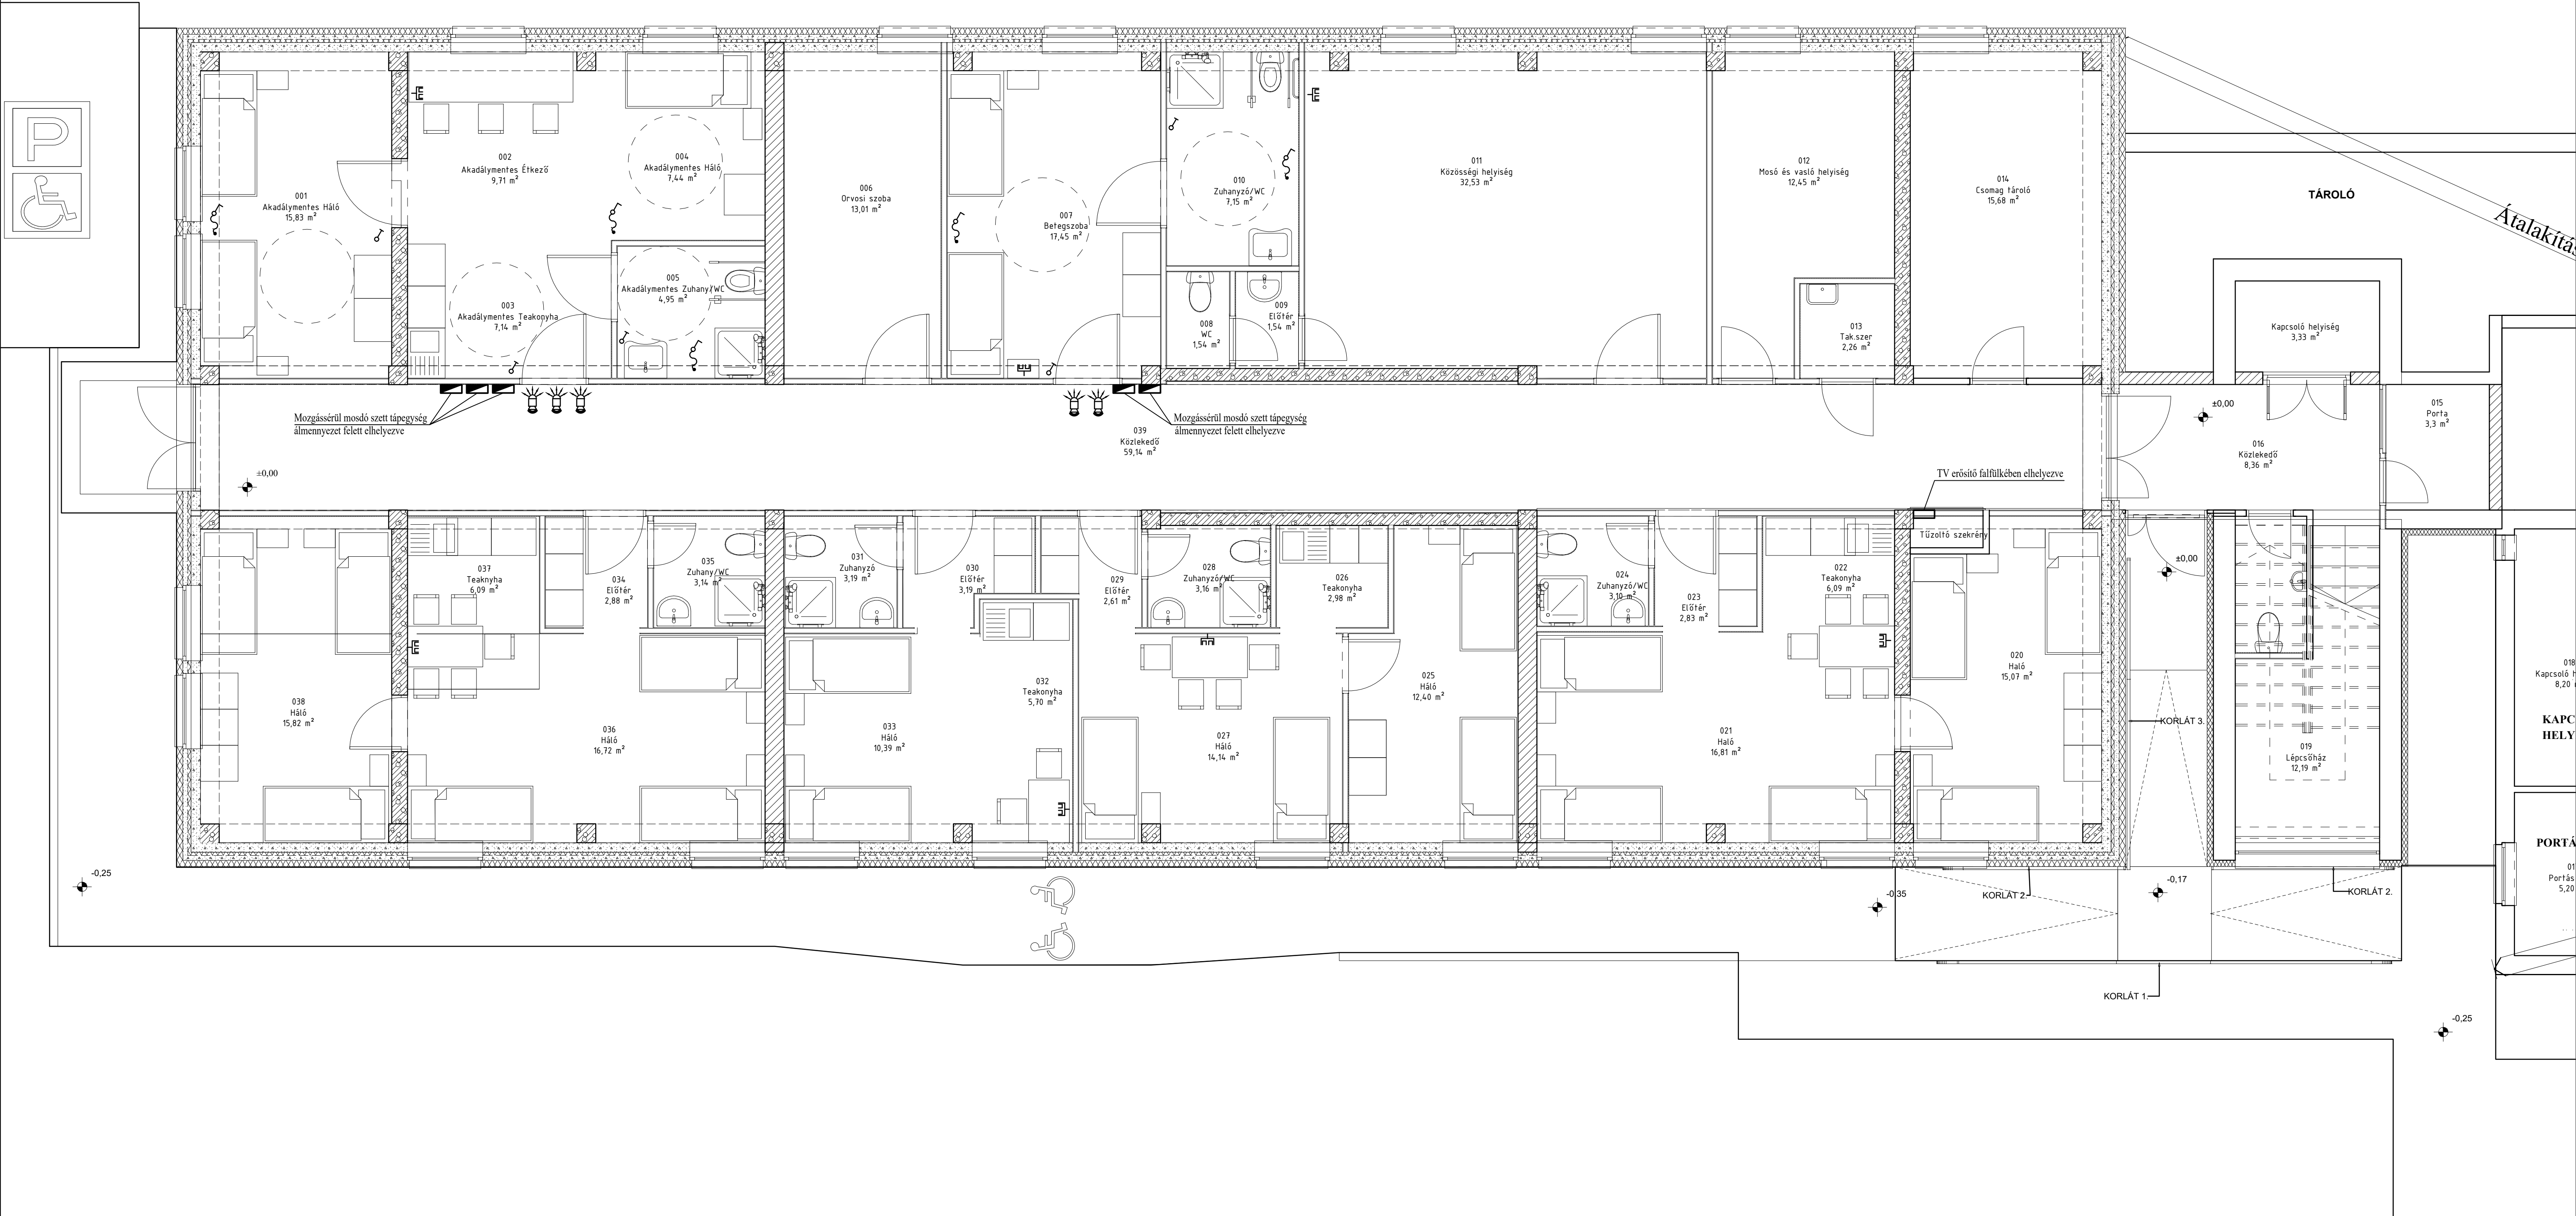 P
001
Akadálymentes Háló
15,83 m²
002
Akadálymentes Étkező
9,71 m²
003
Akadálymentes Teakonyha
7,14 m²
004
Akadálymentes Háló
7,44 m²
005
Akadálymentes Zuhany/WC
4,95 m²
006
Orvosi szoba
13,01 m²
007
Betegszoba
17,45 m²
010
Zuhanyzó/WC
7,15 m²
008
WC
1,54 m²
009
Előtér
1,54 m²
011
Közösségi helyiség
32,53 m²
012
Mosó és vasló helyiség
12,45 m²
013
Tak.szer
2,26 m²
014
Csomag tároló
15,68 m²
TÁROLÓ
Átalakítás
Kapcsoló helyiség
3,33 m²
Mozgássérül mosdó szett tápegység
álmennyezet felett elhelyezve
Mozgássérül mosdó szett tápegység
álmennyezet felett elhelyezve
039
Közlekedő
59,14 m²
±0,00
±0,00
015
Porta
3,3 m²
016
Közlekedő
8,36 m²
TV erősítő falfülkében elhelyezve
Tűzoltó szekrény
±0,00
037
Teaknyha
6,09 m²
034
Előtér
2,88 m²
035
Zuhany/WC
3,14 m²
031
Zuhanyzó
3,19 m²
030
Előtér
3,19 m²
029
Előtér
2,61 m²
028
Zuhanyzó/WC
3,16 m²
026
Teakonyha
2,98 m²
024
Zuhanyzó/WC
3,10 m²
023
Előtér
2,83 m²
022
Teakonyha
6,09 m²
038
Háló
15,82 m²
036
Háló
16,72 m²
033
Háló
10,39 m²
032
Teakonyha
5,70 m²
027
Háló
14,14 m²
025
Háló
12,40 m²
021
Haló
16,81 m²
020
Haló
15,07 m²
KORLÁT 3.
019
Lépcsőház
12,19 m²
018
Kapcsoló h
8,20
KAPC
HELY
PORTÁ
01
Portás
5,20
-0,25
-0,35
KORLÁT 2.
-0,17
KORLÁT 2.
KORLÁT 1.
-0,25